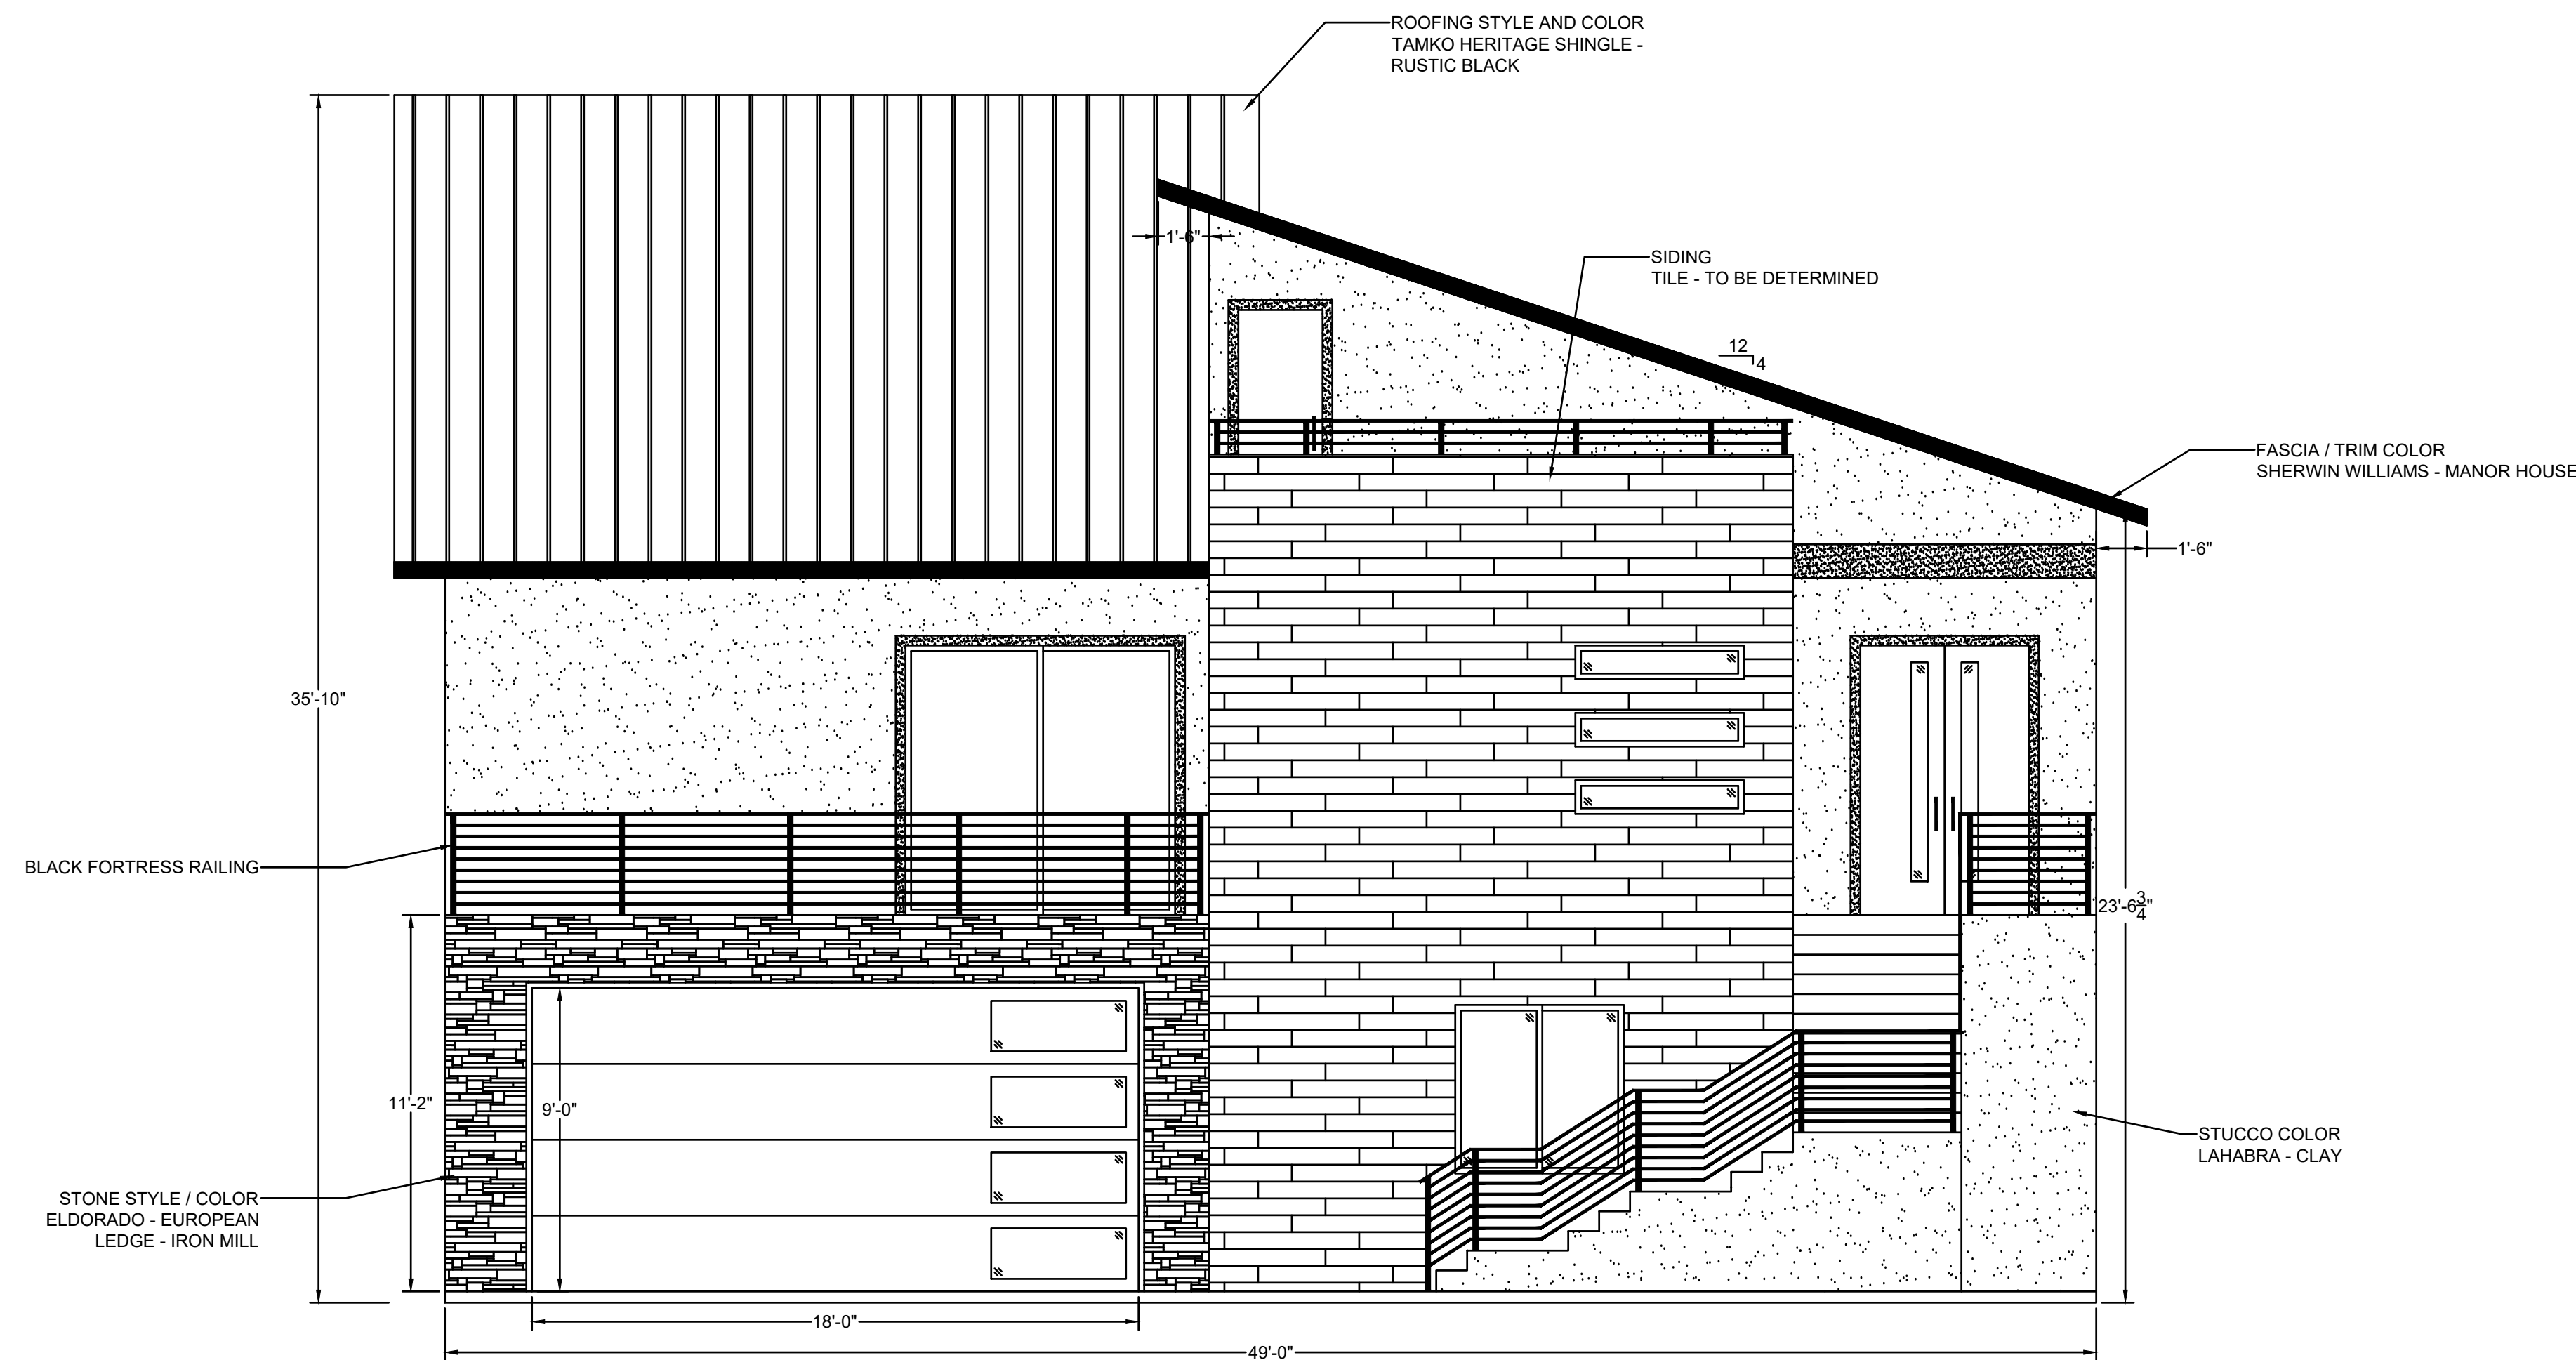 ROOFING STYLE AND COLOR
TAMKO HERITAGE SHINGLE -
RUSTIC BLACK
1'-6"
SIDING
TILE - TO BE DETERMINED
12
4
FASCIA / TRIM COLOR
SHERWIN WILLIAMS - MANOR HOUSE
1'-6"
35'-10"
BLACK FORTRESS RAILING
23'-6 3/4"
11'-2"
9'-0"
STUCCO COLOR
LAHABRA - CLAY
STONE STYLE / COLOR
ELDORADO - EUROPEAN
LEDGE - IRON MILL
18'-0"
49'-0"